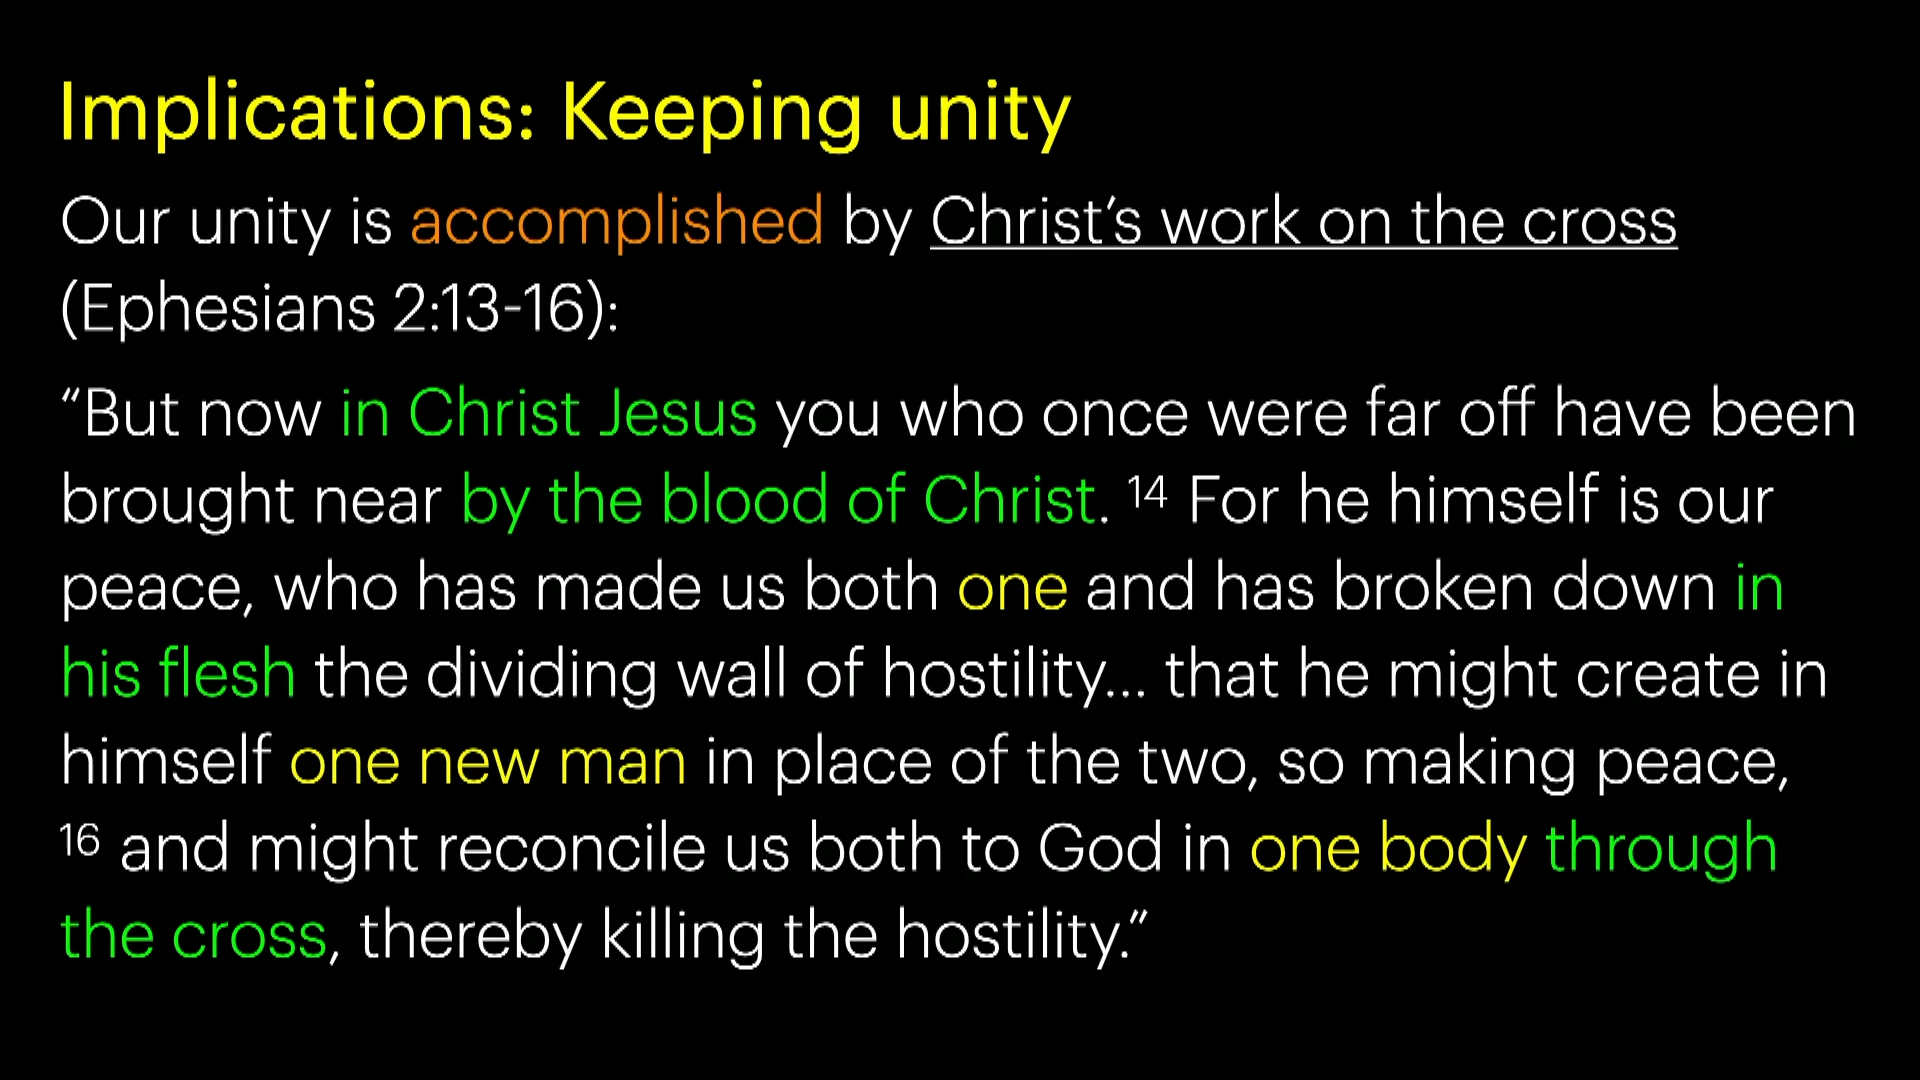 Implications: Keeping unity
Our unity is accomplished by Christ’s work on the cross
(Ephesians 2:13-16):
“But now in Christ Jesus you who once were far off have been
brought near by the blood of Christ. 14 For he himself is our
peace, who has made us both one and has broken down in
his flesh the dividing wall of hostility... that he might create in
himself one new man in place of the two, so making peace,
16 and might reconcile us both to God in one body through
the cross, thereby killing the hostility.”